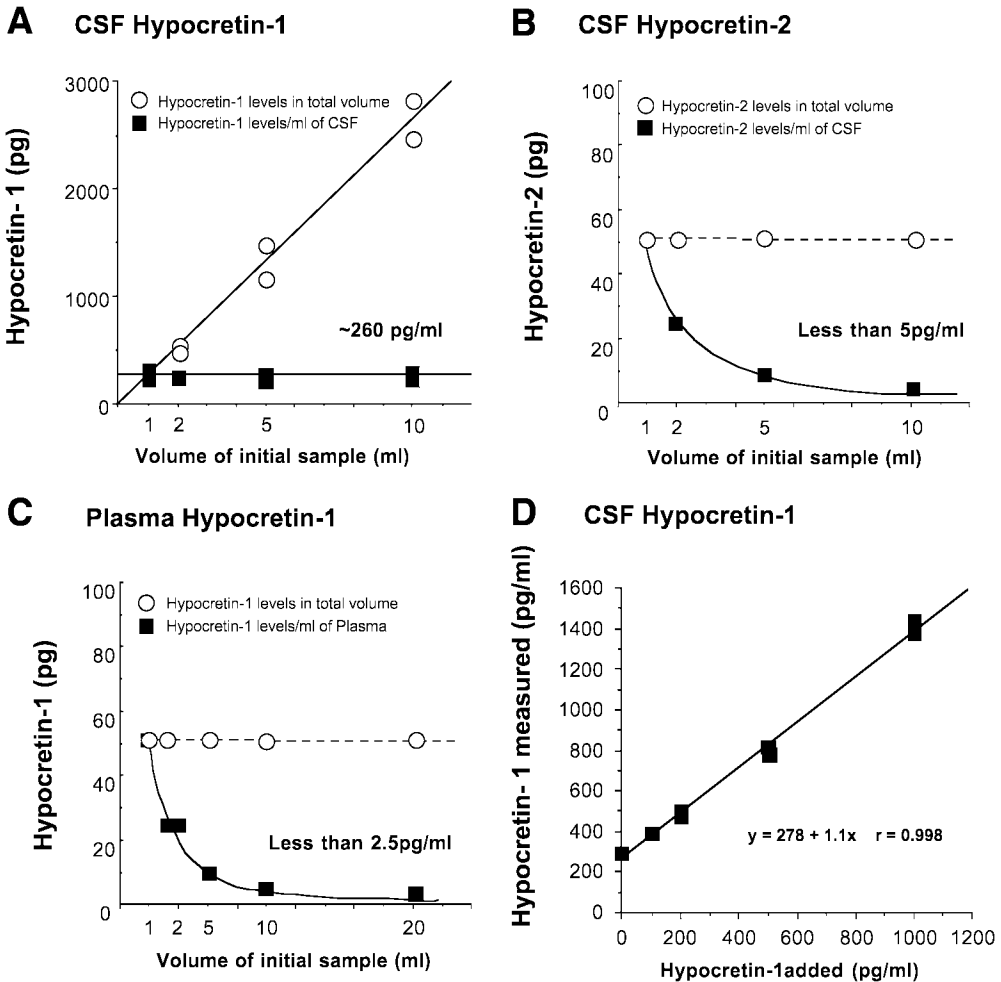 A
CSF Hypocretin-1
Hypocretin- 1 (pg)
3000
2000
1000
0
Hypocretin-1 levels in total volume
Hypocretin-1 levels/ml of CSF
~260 pg/ml
1 2 5 10
Volume of initial sample (ml)
B
CSF Hypocretin-2
Hypocretin-2 (pg)
100
80
60
40
20
0
Hypocretin-2 levels in total volume
Hypocretin-2 levels/ml of CSF
Less than 5pg/ml
1 2 5 10
Volume of initial sample (ml)
C
Plasma Hypocretin-1
Hypocretin-1 (pg)
100
80
60
40
20
0
Hypocretin-1 levels in total volume
Hypocretin-1 levels/ml of Plasma
Less than 2.5pg/ml
1 2 5 10 20
Volume of initial sample (ml)
D
CSF Hypocretin-1
Hypocretin- 1 measured (pg/ml)
1600
1400
1200
1000
800
600
400
200
0
y = 278 + 1.1x r = 0.998
0 200 400 600 800 1000 1200
Hypocretin-1added (pg/ml)